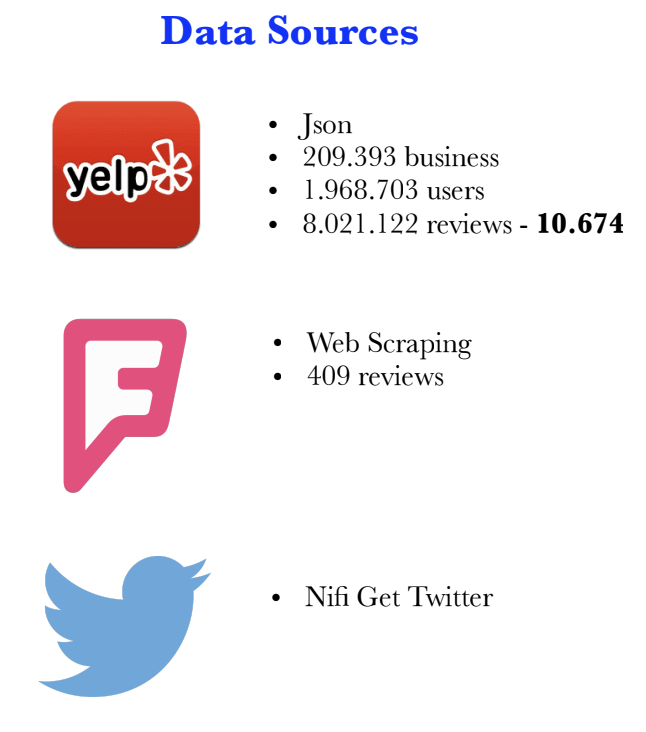 Data Sources
yelp
• Json
• 209.393 business
• 1.968.703 users
• 8.021.122 reviews - 10.674
• Web Scraping
• 409 reviews
• Nifi Get Twitter